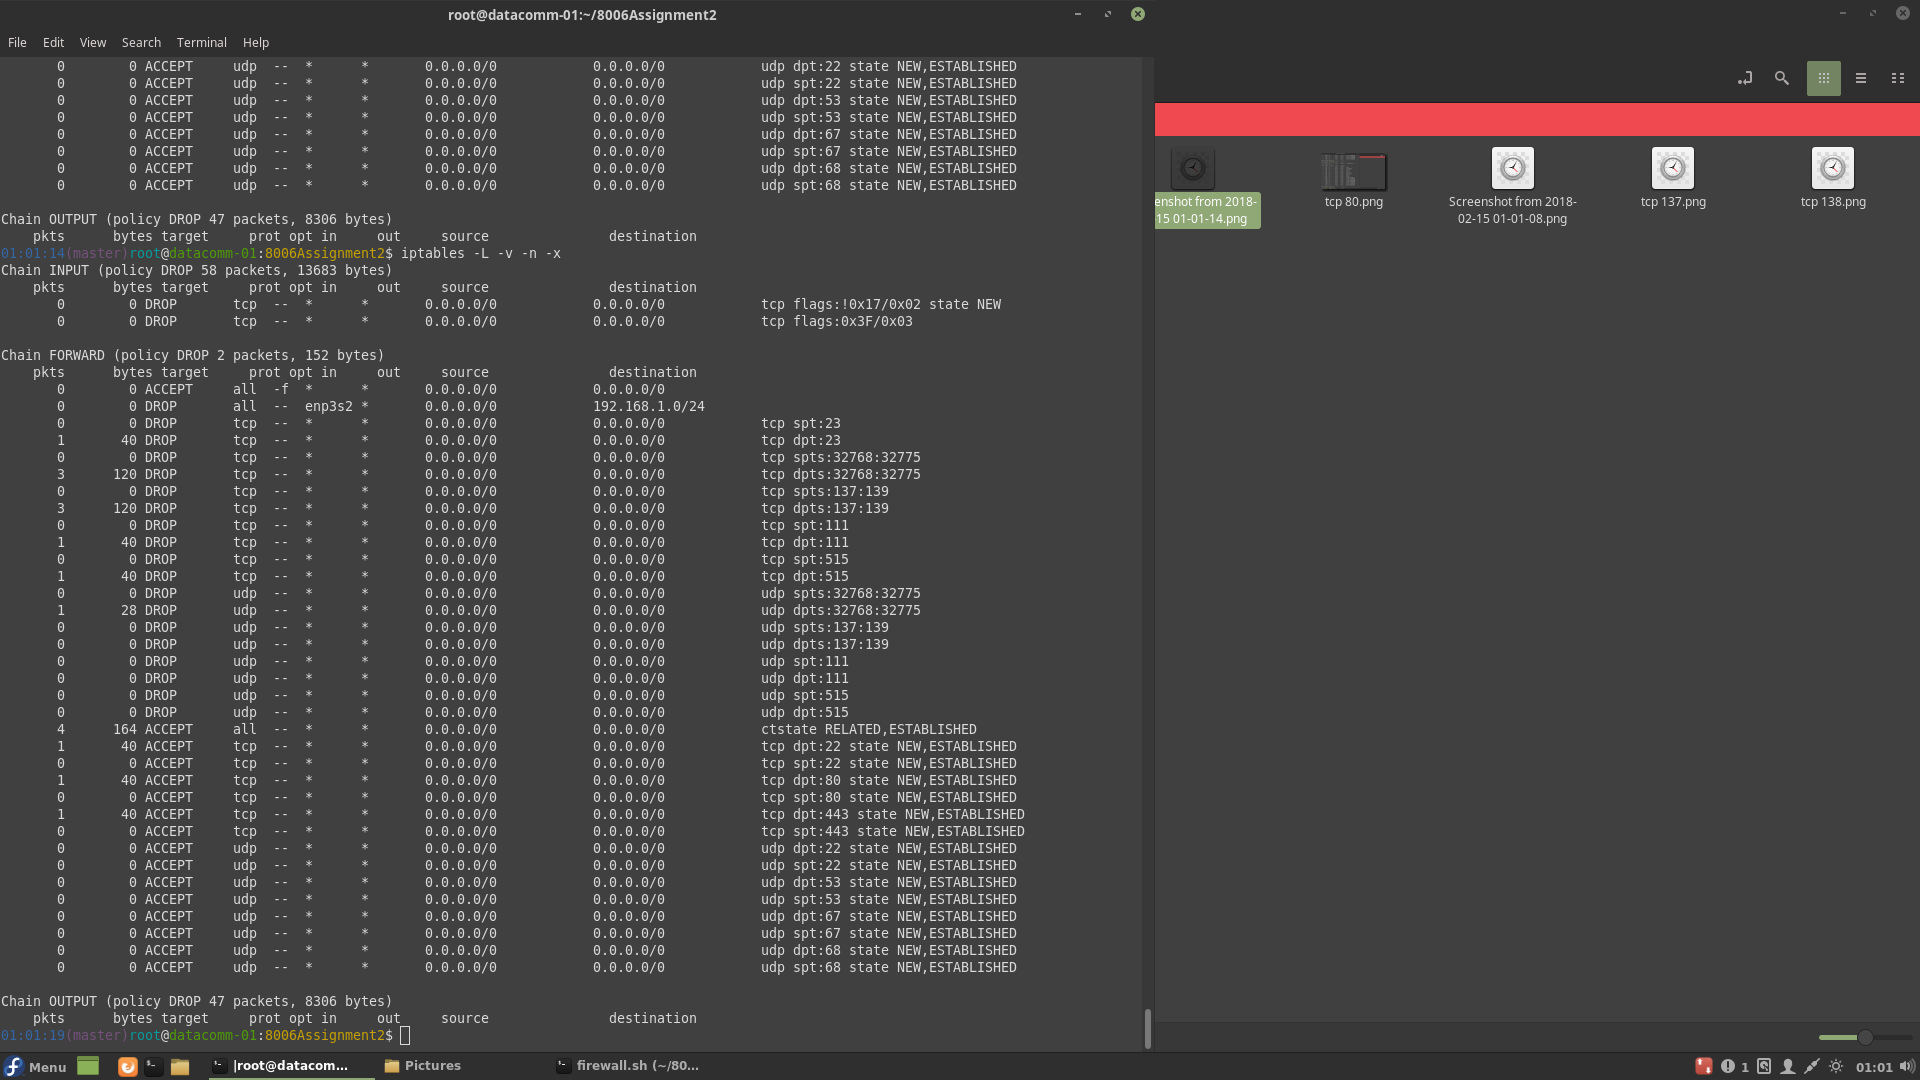 root@datacomm-01:~/8006Assignment2
File Edit View Search Terminal Help
0 0 ACCEPT udp -- * * 0.0.0.0/0 0.0.0.0/0 udp dpt:22 state NEW,ESTABLISHED
0 0 ACCEPT udp -- * * 0.0.0.0/0 0.0.0.0/0 udp spt:22 state NEW,ESTABLISHED
0 0 ACCEPT udp -- * * 0.0.0.0/0 0.0.0.0/0 udp dpt:53 state NEW,ESTABLISHED
0 0 ACCEPT udp -- * * 0.0.0.0/0 0.0.0.0/0 udp spt:53 state NEW,ESTABLISHED
0 0 ACCEPT udp -- * * 0.0.0.0/0 0.0.0.0/0 udp dpt:67 state NEW,ESTABLISHED
0 0 ACCEPT udp -- * * 0.0.0.0/0 0.0.0.0/0 udp spt:67 state NEW,ESTABLISHED
0 0 ACCEPT udp -- * * 0.0.0.0/0 0.0.0.0/0 udp dpt:68 state NEW,ESTABLISHED
0 0 ACCEPT udp -- * * 0.0.0.0/0 0.0.0.0/0 udp spt:68 state NEW,ESTABLISHED
Chain OUTPUT (policy DROP 47 packets, 8306 bytes)
pkts bytes target prot opt in out source destination
01:01:14(master)root@datacomm-01:8006Assignment2$ iptables -L -v -n -x
Chain INPUT (policy DROP 58 packets, 13683 bytes)
pkts bytes target prot opt in out source destination
0 0 DROP tcp -- * * 0.0.0.0/0 0.0.0.0/0 tcp flags:!0x17/0x02 state NEW
0 0 DROP tcp -- * * 0.0.0.0/0 0.0.0.0/0 tcp flags:0x3F/0x03
Chain FORWARD (policy DROP 2 packets, 152 bytes)
pkts bytes target prot opt in out source destination
0 0 ACCEPT all -f * * 0.0.0.0/0 0.0.0.0/0
0 0 DROP all -- enp3s2 * 0.0.0.0/0 192.168.1.0/24
0 0 DROP tcp -- * * 0.0.0.0/0 0.0.0.0/0 tcp spt:23
1 40 DROP tcp -- * * 0.0.0.0/0 0.0.0.0/0 tcp dpt:23
0 0 DROP tcp -- * * 0.0.0.0/0 0.0.0.0/0 tcp spts:32768:32775
3 120 DROP tcp -- * * 0.0.0.0/0 0.0.0.0/0 tcp dpts:32768:32775
0 0 DROP tcp -- * * 0.0.0.0/0 0.0.0.0/0 tcp spts:137:139
3 120 DROP tcp -- * * 0.0.0.0/0 0.0.0.0/0 tcp dpts:137:139
0 0 DROP tcp -- * * 0.0.0.0/0 0.0.0.0/0 tcp spt:111
1 40 DROP tcp -- * * 0.0.0.0/0 0.0.0.0/0 tcp dpt:111
0 0 DROP tcp -- * * 0.0.0.0/0 0.0.0.0/0 tcp spt:515
1 40 DROP tcp -- * * 0.0.0.0/0 0.0.0.0/0 tcp dpt:515
0 0 DROP udp -- * * 0.0.0.0/0 0.0.0.0/0 udp spts:32768:32775
1 28 DROP udp -- * * 0.0.0.0/0 0.0.0.0/0 udp dpts:32768:32775
0 0 DROP udp -- * * 0.0.0.0/0 0.0.0.0/0 udp spts:137:139
0 0 DROP udp -- * * 0.0.0.0/0 0.0.0.0/0 udp dpts:137:139
0 0 DROP udp -- * * 0.0.0.0/0 0.0.0.0/0 udp spt:111
0 0 DROP udp -- * * 0.0.0.0/0 0.0.0.0/0 udp dpt:111
0 0 DROP udp -- * * 0.0.0.0/0 0.0.0.0/0 udp spt:515
0 0 DROP udp -- * * 0.0.0.0/0 0.0.0.0/0 udp dpt:515
4 164 ACCEPT all -- * * 0.0.0.0/0 0.0.0.0/0 ctstate RELATED,ESTABLISHED
1 40 ACCEPT tcp -- * * 0.0.0.0/0 0.0.0.0/0 tcp dpt:22 state NEW,ESTABLISHED
0 0 ACCEPT tcp -- * * 0.0.0.0/0 0.0.0.0/0 tcp spt:22 state NEW,ESTABLISHED
1 40 ACCEPT tcp -- * * 0.0.0.0/0 0.0.0.0/0 tcp dpt:80 state NEW,ESTABLISHED
0 0 ACCEPT tcp -- * * 0.0.0.0/0 0.0.0.0/0 tcp spt:80 state NEW,ESTABLISHED
1 40 ACCEPT tcp -- * * 0.0.0.0/0 0.0.0.0/0 tcp dpt:443 state NEW,ESTABLISHED
0 0 ACCEPT tcp -- * * 0.0.0.0/0 0.0.0.0/0 tcp spt:443 state NEW,ESTABLISHED
0 0 ACCEPT udp -- * * 0.0.0.0/0 0.0.0.0/0 udp dpt:22 state NEW,ESTABLISHED
0 0 ACCEPT udp -- * * 0.0.0.0/0 0.0.0.0/0 udp spt:22 state NEW,ESTABLISHED
0 0 ACCEPT udp -- * * 0.0.0.0/0 0.0.0.0/0 udp dpt:53 state NEW,ESTABLISHED
0 0 ACCEPT udp -- * * 0.0.0.0/0 0.0.0.0/0 udp spt:53 state NEW,ESTABLISHED
0 0 ACCEPT udp -- * * 0.0.0.0/0 0.0.0.0/0 udp dpt:67 state NEW,ESTABLISHED
0 0 ACCEPT udp -- * * 0.0.0.0/0 0.0.0.0/0 udp spt:67 state NEW,ESTABLISHED
0 0 ACCEPT udp -- * * 0.0.0.0/0 0.0.0.0/0 udp dpt:68 state NEW,ESTABLISHED
0 0 ACCEPT udp -- * * 0.0.0.0/0 0.0.0.0/0 udp spt:68 state NEW,ESTABLISHED
Chain OUTPUT (policy DROP 47 packets, 8306 bytes)
pkts bytes target prot opt in out source destination
01:01:19(master)root@datacomm-01:8006Assignment2$
enshot from 2018-
15 01-01-14.png
tcp 80.png
Screenshot from 2018-
02-15 01-01-08.png
tcp 137.png
tcp 138.png
Menu
|root@datacom...
Pictures
firewall.sh (~/80...
1
01:01